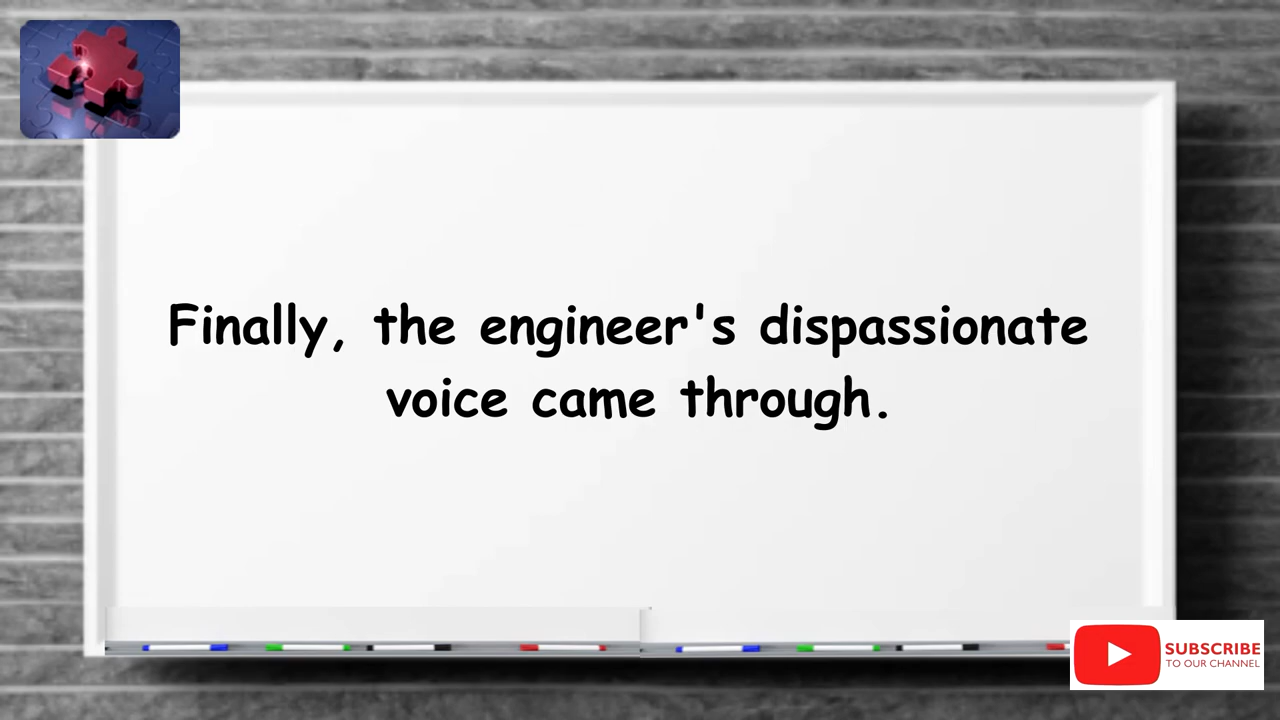 Finally, the engineer's dispassionate
voice came through.
SUBSCRIBE
TO OUR CHANNEL